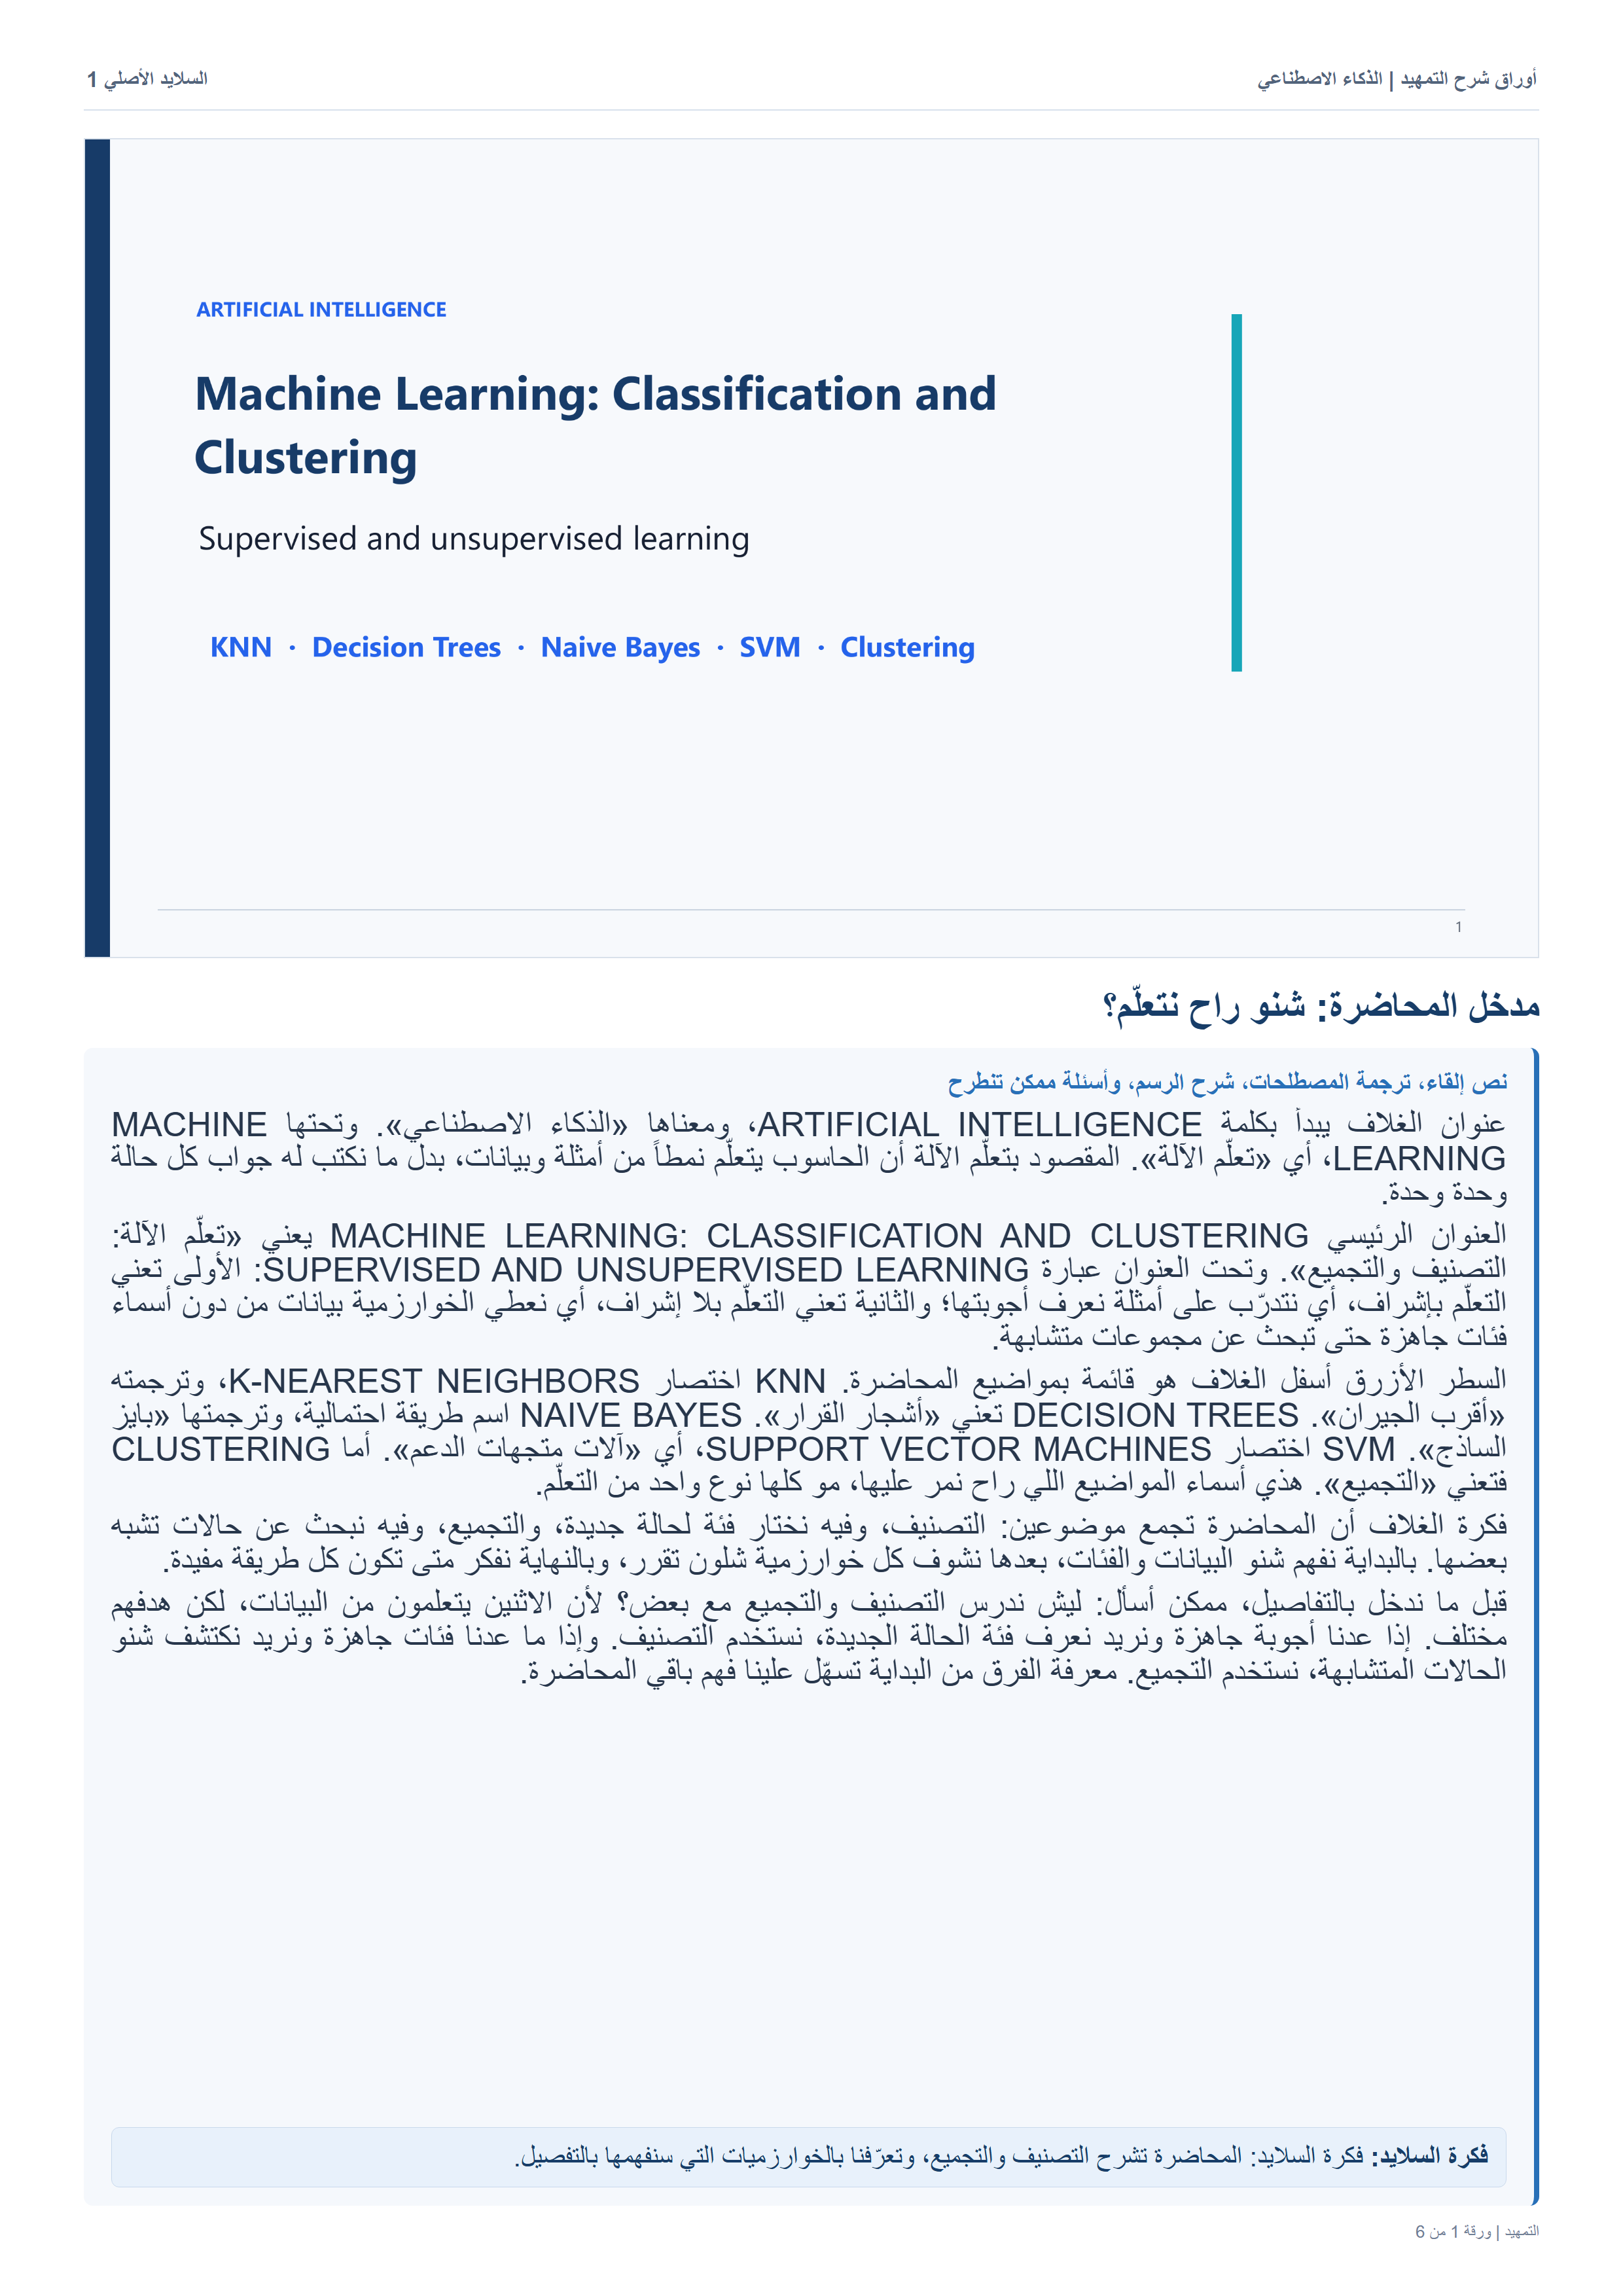 أوراق شرح التمهيد | الذكاء الاصطناعي
السلايد الأصلي 1
ARTIFICIAL INTELLIGENCE
Machine Learning: Classification and
Clustering
Supervised and unsupervised learning
KNN · Decision Trees · Naive Bayes · SVM · Clustering
1
مدخل المحاضرة: شنو راح نتعلّم؟
نص إلقاء، ترجمة المصطلحات، شرح الرسم، وأسئلة ممكن تنطرح
عنوان الغلاف يبدأ بكلمة ARTIFICIAL INTELLIGENCE، ومعناها «الذكاء الاصطناعي». وتحتها MACHINE
LEARNING، أي «تعلّم الآلة». المقصود بتعلّم الآلة أن الحاسوب يتعلّم نمطاً من أمثلة وبيانات، بدل ما نكتب له جواب كل حالة
وحدة وحدة.
العنوان الرئيسي MACHINE LEARNING: CLASSIFICATION AND CLUSTERING يعني «تعلّم الآلة:
التصنيف والتجميع». وتحت العنوان عبارة SUPERVISED AND UNSUPERVISED LEARNING: الأولى تعني
التعلّم بإشراف، أي نتدرّب على أمثلة نعرف أجوبتها؛ والثانية تعني التعلّم بلا إشراف، أي نعطي الخوارزمية بيانات من دون أسماء
فئات جاهزة حتى تبحث عن مجموعات متشابهة.
السطر الأزرق أسفل الغلاف هو قائمة بمواضيع المحاضرة. KNN اختصار K-NEAREST NEIGHBORS، وترجمته
«أقرب الجيران». DECISION TREES تعني «أشجار القرار». NAIVE BAYES اسم طريقة احتمالية، وترجمتها «بايز
الساذج». SVM اختصار SUPPORT VECTOR MACHINES، أي «آلات متجهات الدعم». أما CLUSTERING
فتعني «التجميع». هذي أسماء المواضيع اللي راح نمر عليها، مو كلها نوع واحد من التعلّم.
فكرة الغلاف أن المحاضرة تجمع موضوعين: التصنيف، وفيه نختار فئة لحالة جديدة، والتجميع، وفيه نبحث عن حالات تشبه
بعضها. بالبداية نفهم شنو البيانات والفئات، بعدها نشوف كل خوارزمية شلون تقرر، وبالنهاية نفكر متى تكون كل طريقة مفيدة.
قبل ما ندخل بالتفاصيل، ممكن أسأل: ليش ندرس التصنيف والتجميع مع بعض؟ لأن الاثنين يتعلمون من البيانات، لكن هدفهم
مختلف. إذا عدنا أجوبة جاهزة ونريد نعرف فئة الحالة الجديدة، نستخدم التصنيف. وإذا ما عدنا فئات جاهزة ونريد نكتشف شنو
الحالات المتشابهة، نستخدم التجميع. معرفة الفرق من البداية تسهّل علينا فهم باقي المحاضرة.
فكرة السلايد: فكرة السلايد: المحاضرة تشرح التصنيف والتجميع، وتعرّفنا بالخوارزميات التي سنفهمها بالتفصيل.
التمهيد | ورقة 1 من 6